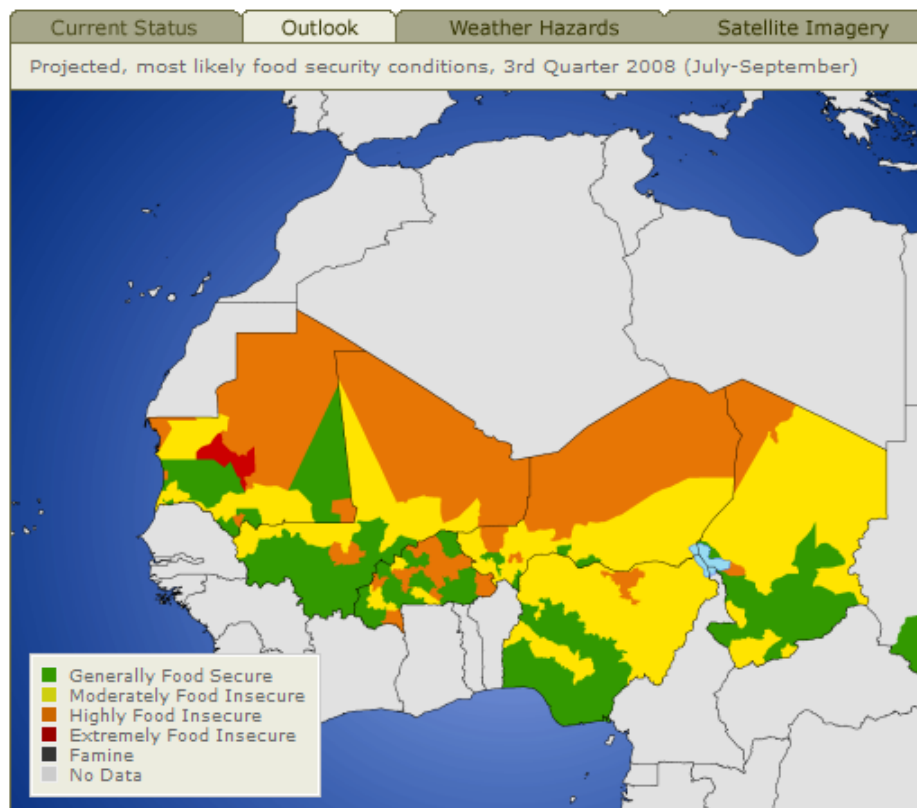 Current Status Outlook Weather Hazards Satellite Imagery
Projected, most likely food security conditions, 3rd Quarter 2008 (July-September)
Generally Food Secure
Moderately Food Insecure
Highly Food Insecure
Extremely Food Insecure
Famine
No Data